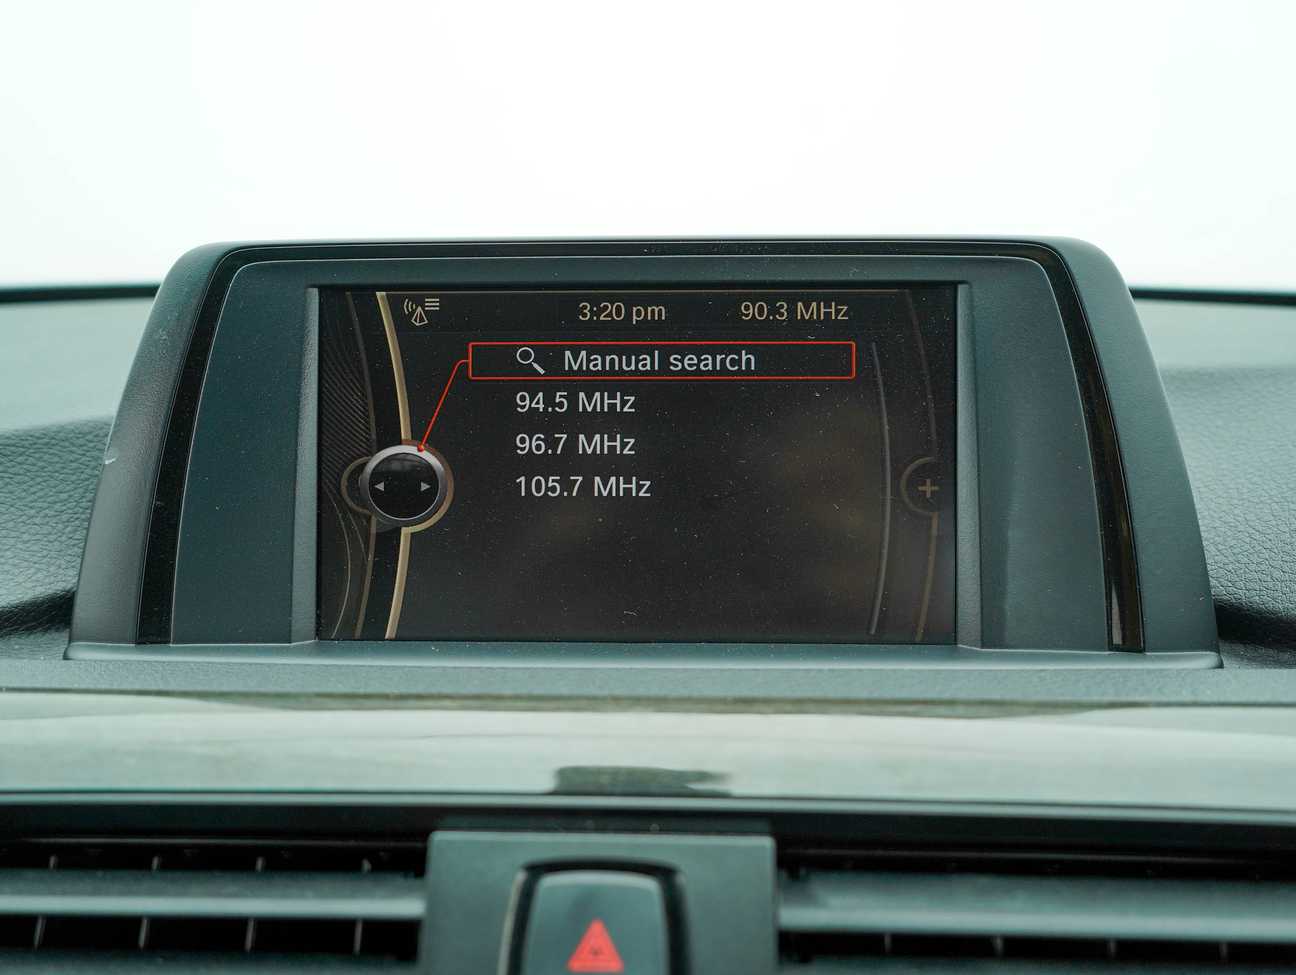 3:20 pm 90.3 MHz
Manual search
94.5 MHz
96.7 MHz
105.7 MHz